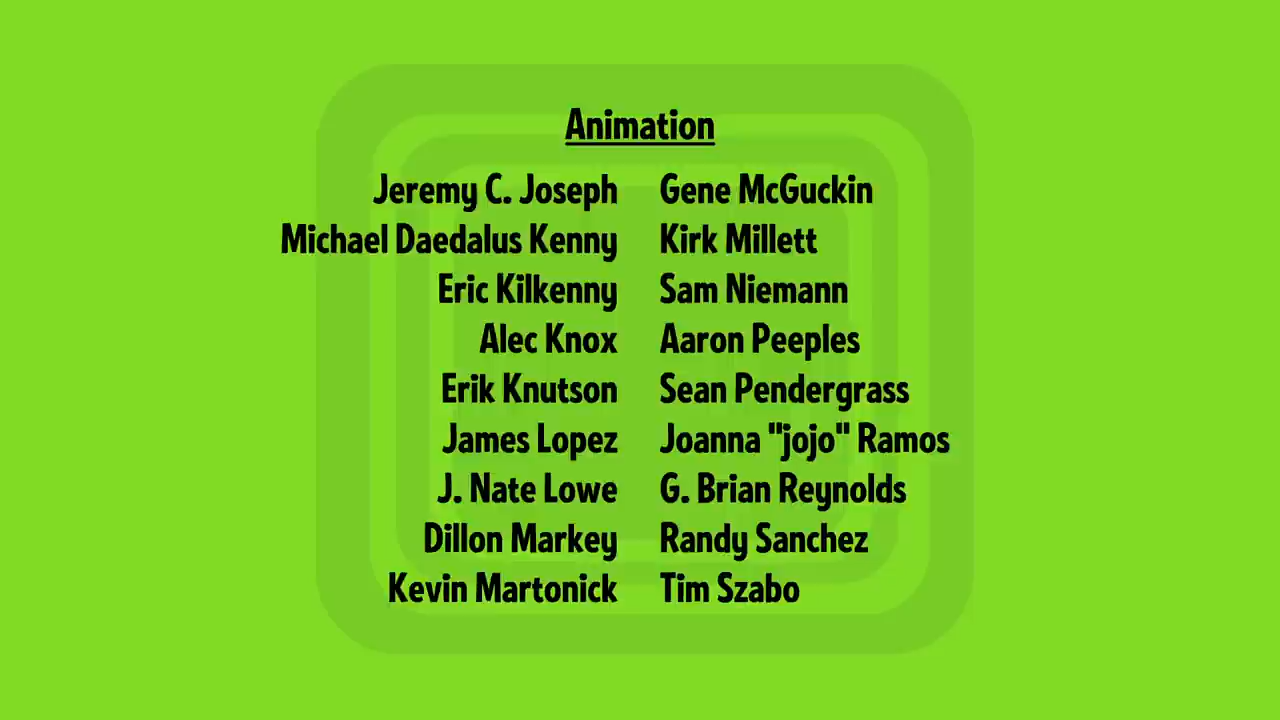 Animation
Jeremy C. Joseph Gene McGuckin
Michael Daedalus Kenny Kirk Millett
Eric Kilkenny Sam Niemann
Alec Knox Aaron Peeples
Erik Knutson Sean Pendergrass
James Lopez Joanna "jojo" Ramos
J. Nate Lowe G. Brian Reynolds
Dillon Markey Randy Sanchez
Kevin Martonick Tim Szabo